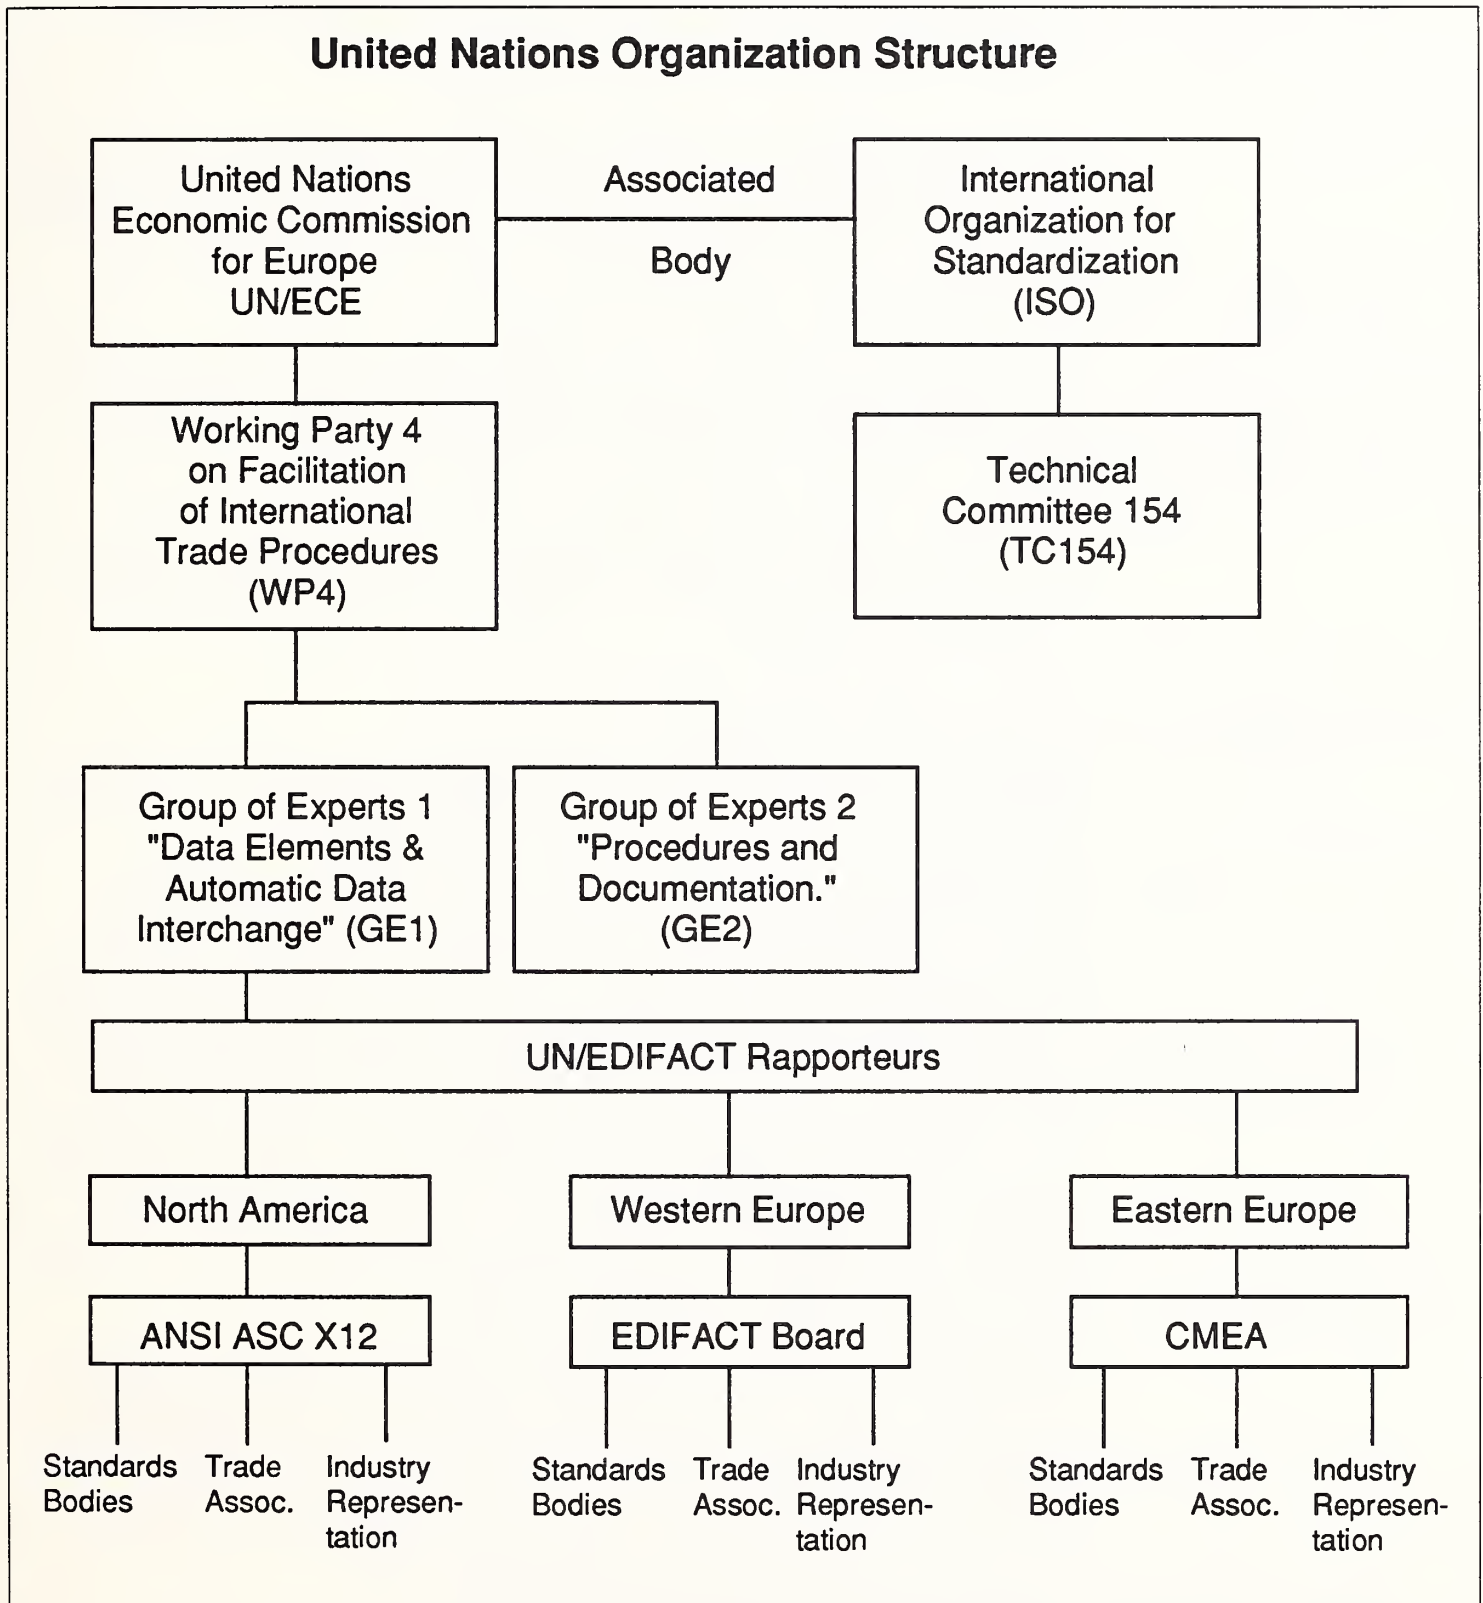 United Nations Organization Structure
United Nations
Economic Commission
for Europe
UN/ECE
Associated
Body
International
Organization for
Standardization
(ISO)
Working Party 4
on Facilitation
of International
Trade Procedures
(WP4)
Technical
Committee 154
(TC154)
Group of Experts 1
"Data Elements &
Automatic Data
Interchange" (GE1)
Group of Experts 2
"Procedures and
Documentation."
(GE2)
UN/EDIFACT Rapporteurs
North America
Western Europe
Eastern Europe
ANSI ASC X12
EDIFACT Board
CMEA
Standards
Bodies
Trade
Assoc.
Industry
Represen-
tation
Standards
Bodies
Trade
Assoc.
Industry
Represen-
tation
Standards
Bodies
Trade
Assoc.
Industry
Represen-
tation